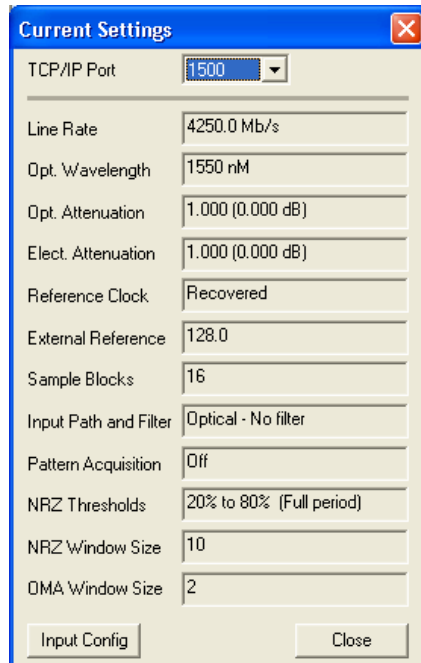 Current Settings
TCP/IP Port 1500
Line Rate 4250.0 Mb/s
Opt. Wavelength 1550 nM
Opt. Attenuation 1.000 (0.000 dB)
Elect. Attenuation 1.000 (0.000 dB)
Reference Clock Recovered
External Reference 128.0
Sample Blocks 16
Input Path and Filter Optical - No filter
Pattern Acquisition Off
NRZ Thresholds 20% to 80% (Full period)
NRZ Window Size 10
OMA Window Size 2
Input Config Close